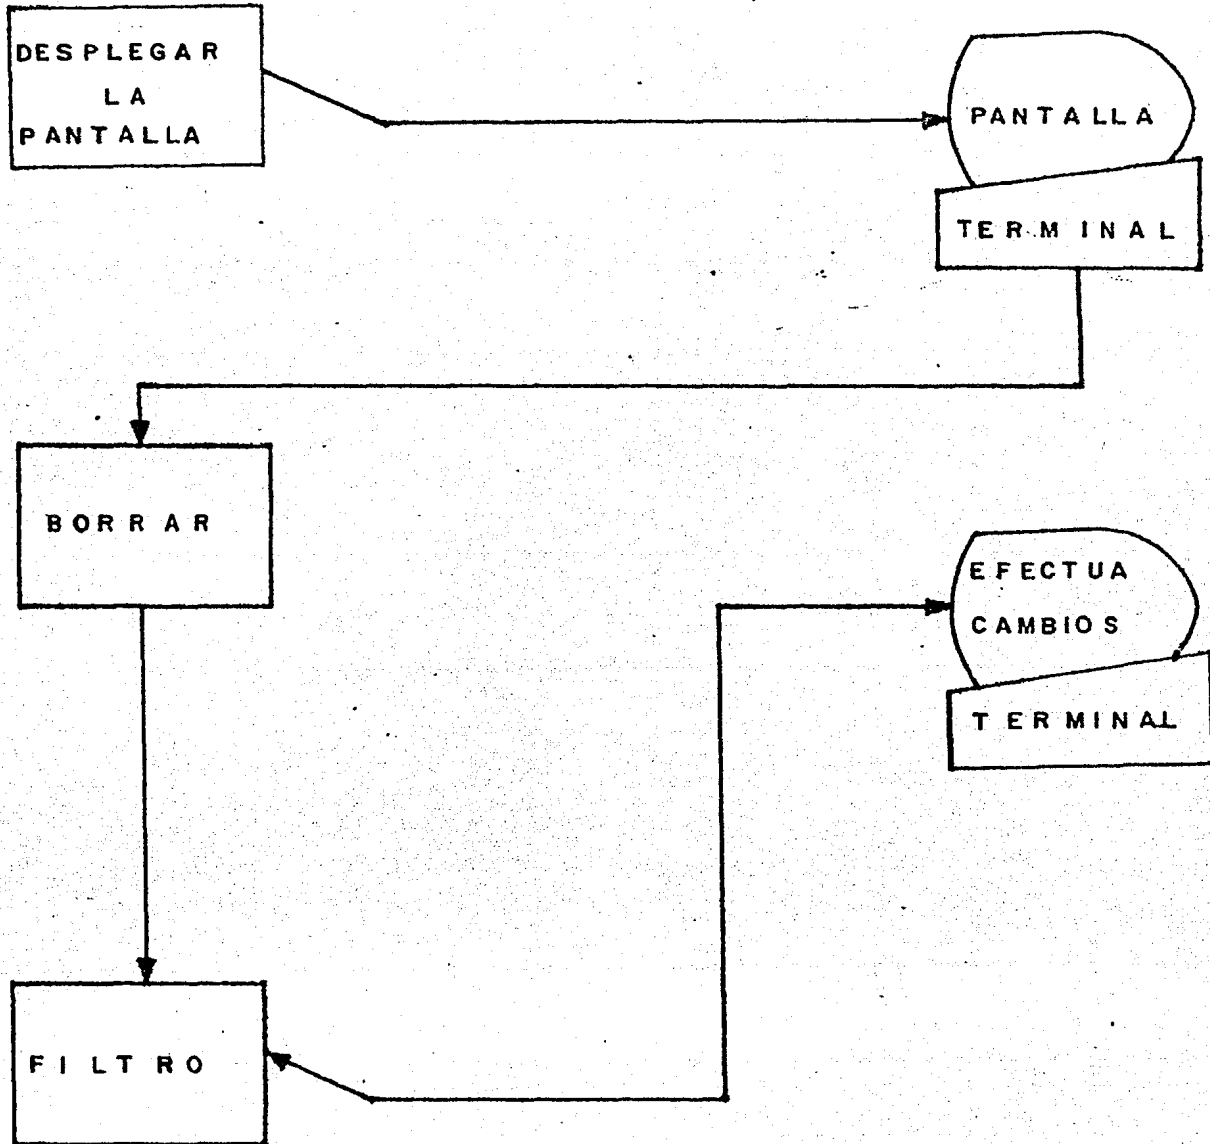 DESPLEGAR
LA
PANTALLA
PANTALLA
TERMINAL
BORRAR
EFECTUA
CAMBIOS
TERMINAL
FILTRO